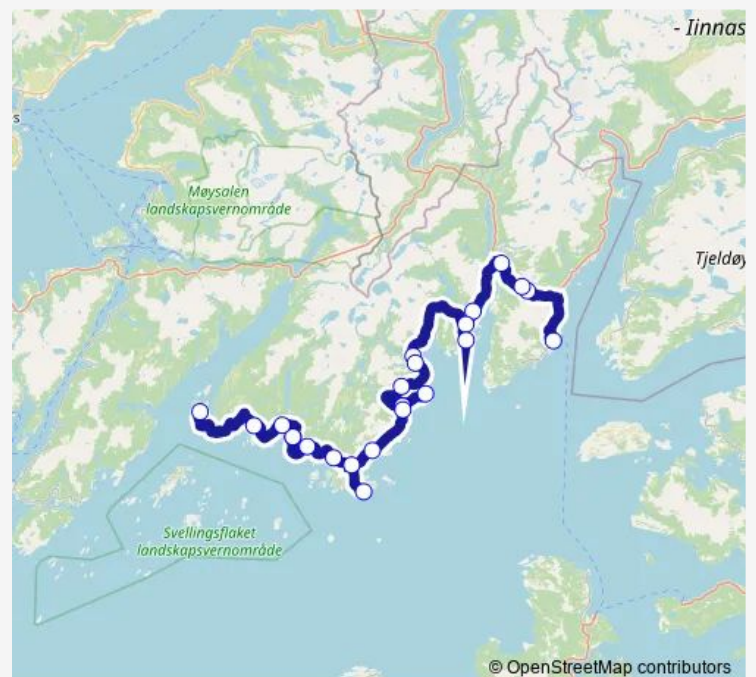 - Iinnas
s
Møysalen
landskapsvernområde
Tjeldøy
Svellingsflaket
landskapsvernområde
© OpenStreetMap contributors